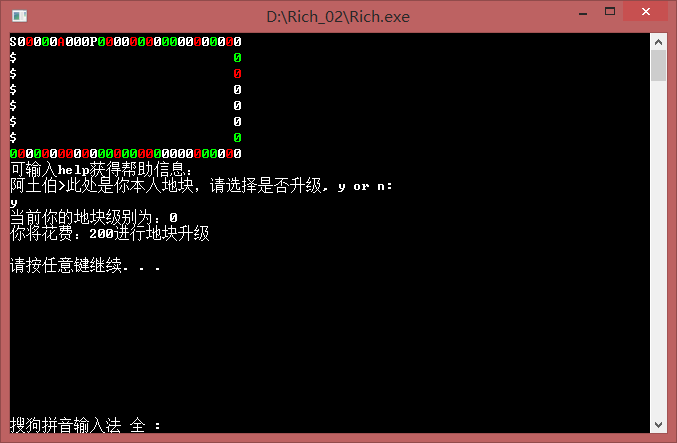 D:\Rich_02\Rich.exe
S00000A000P000000000000000000
$                           0
$                           0
$                           0
$                           0
$                           0
$                           0
00000000000000000000000000000
可输入help获得帮助信息:
阿土伯>此处是你本人地块，请选择是否升级, y or n:
y
当前你的地块级别为：0
你将花费：200进行地块升级
请按任意键继续. . .
搜狗拼音输入法 全 :